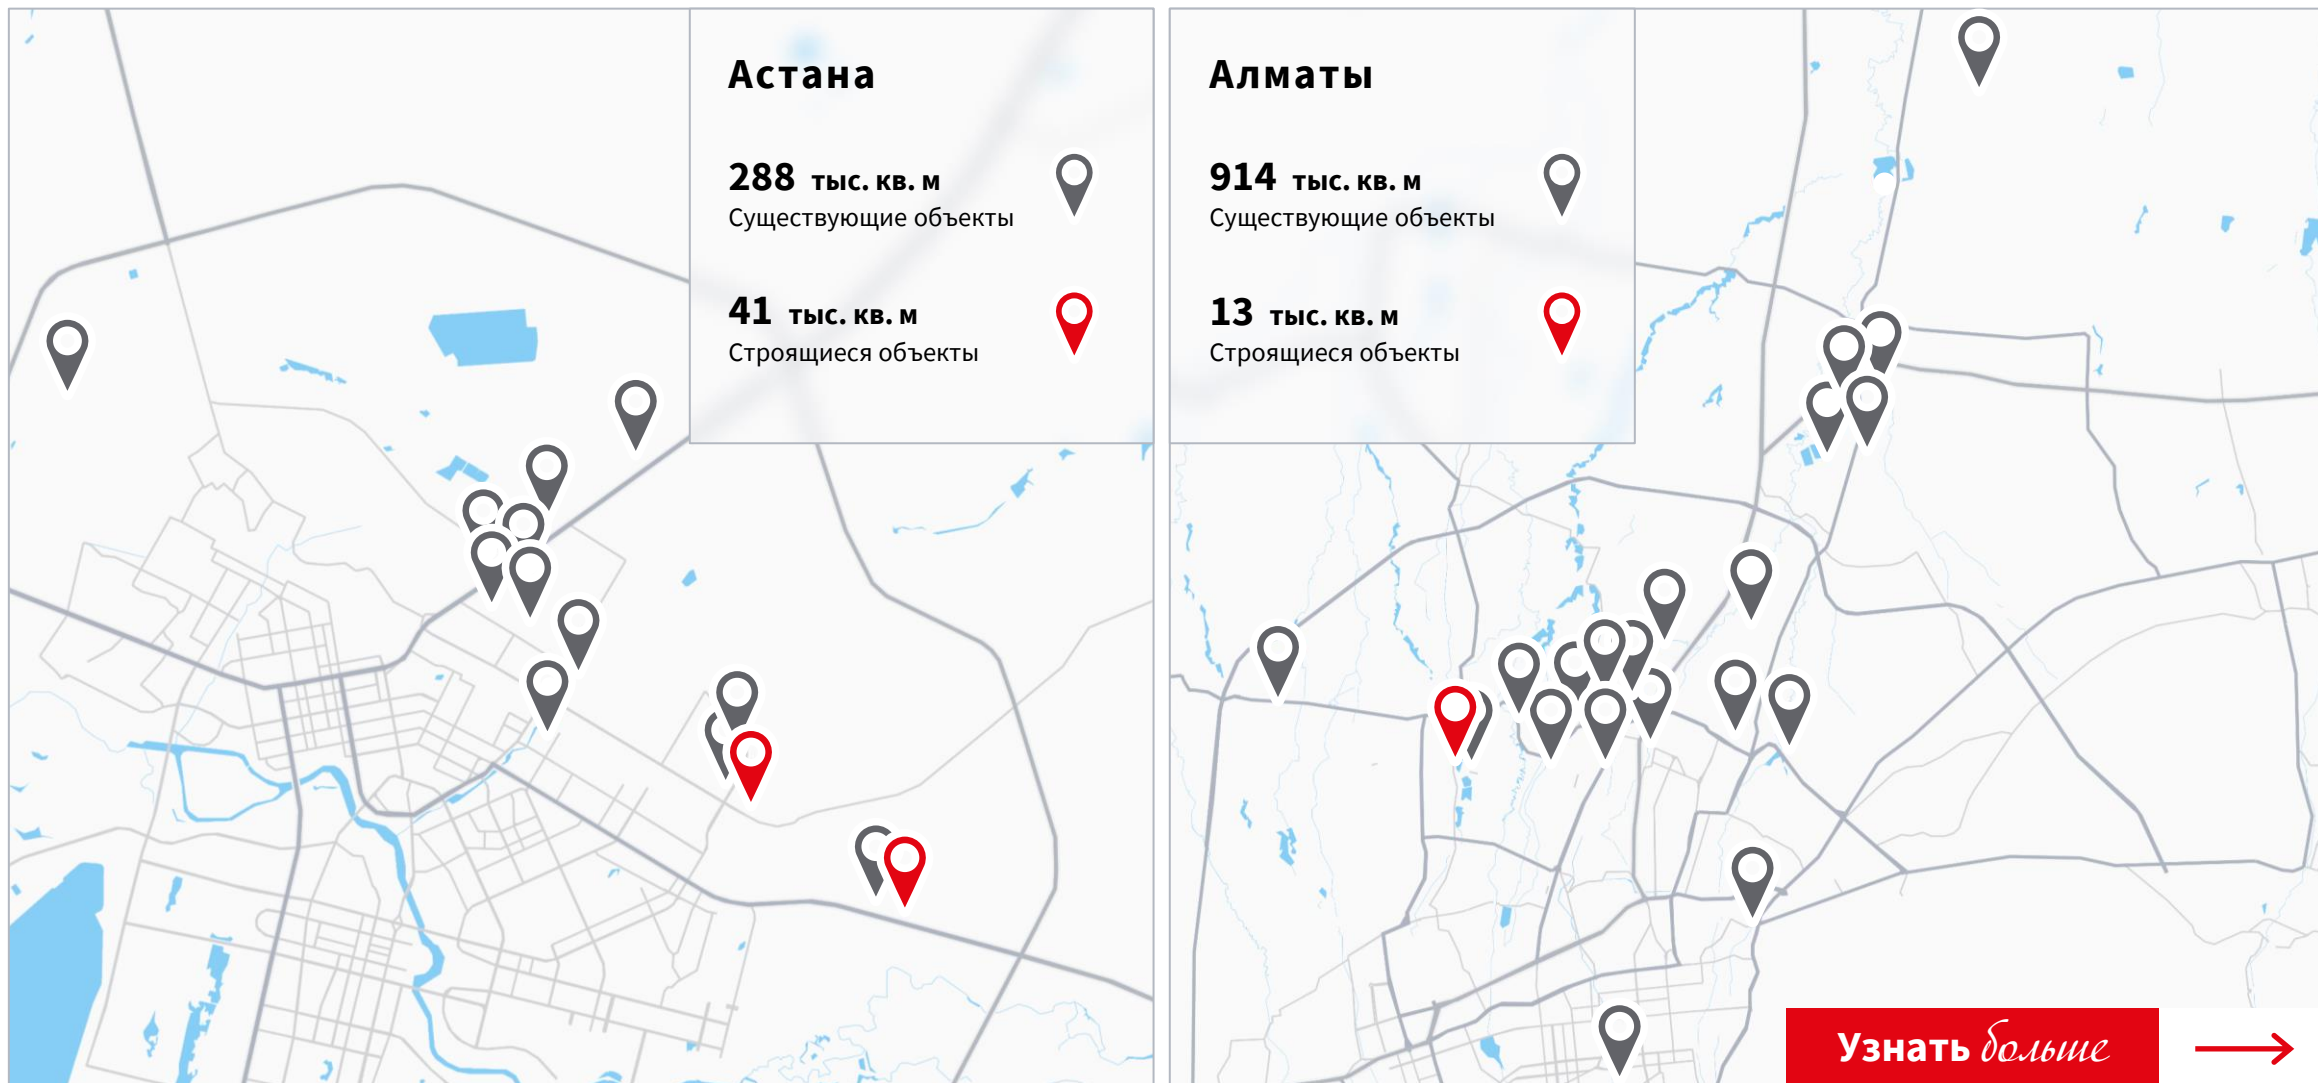 Астана
288 тыс. кв. м
Существующие объекты
41 тыс. кв. м
Строящиеся объекты
Алматы
914 тыс. кв. м
Существующие объекты
13 тыс. кв. м
Строящиеся объекты
Узнать больше